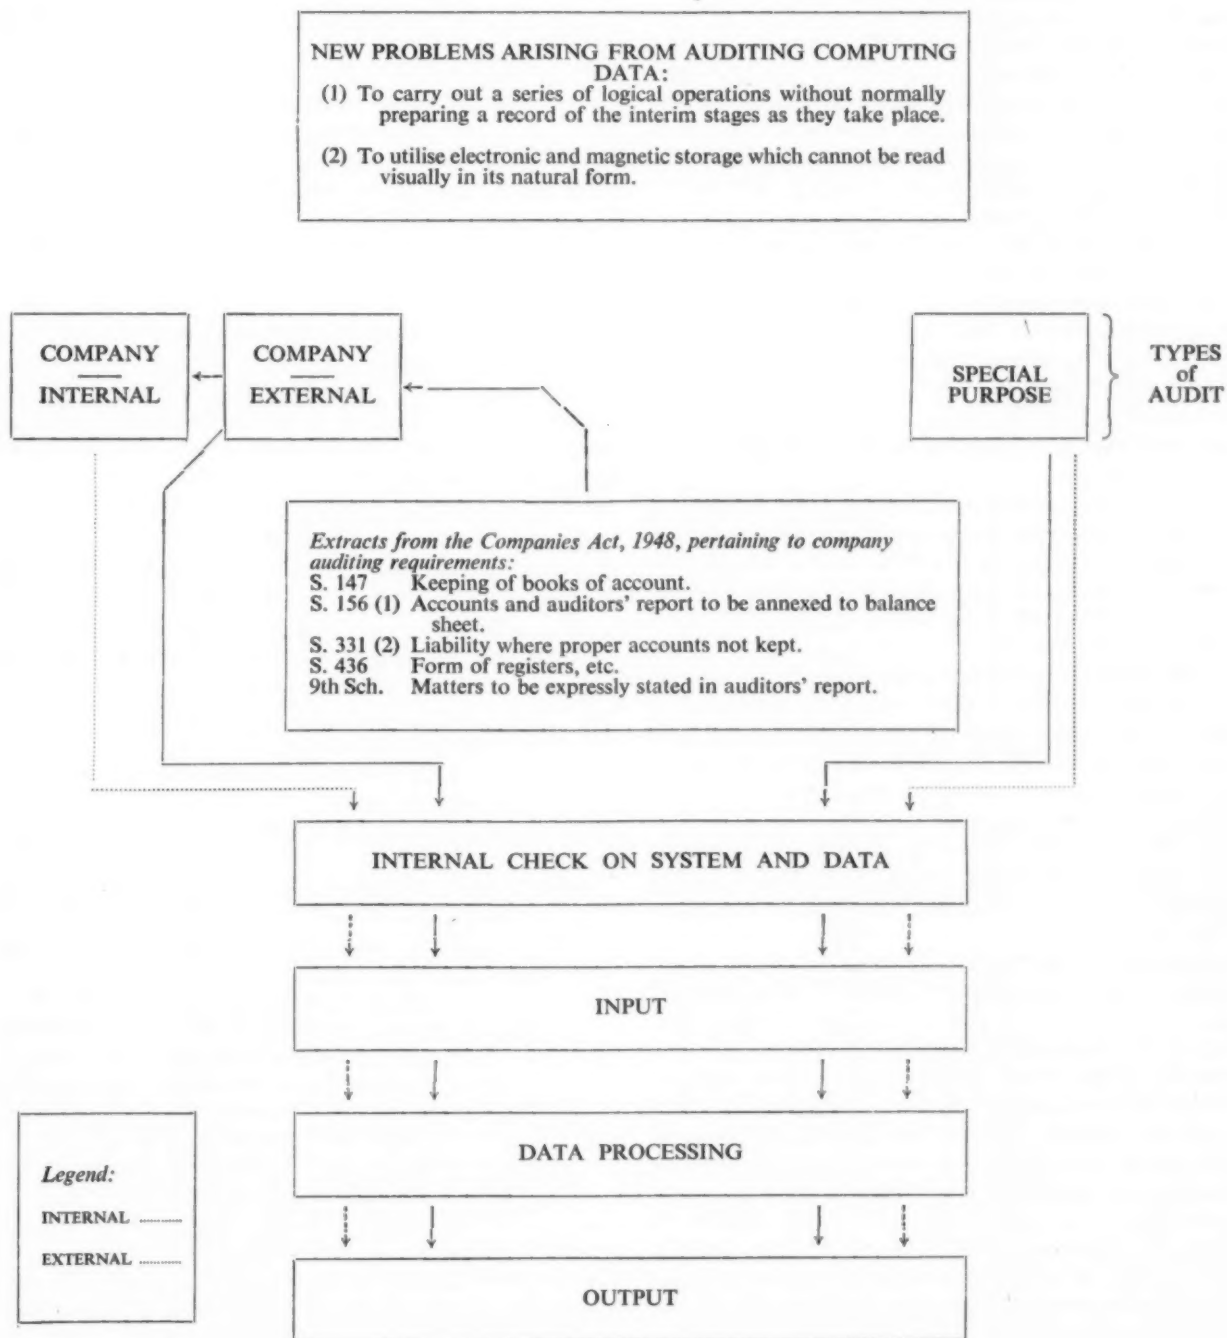 NEW PROBLEMS ARISING FROM AUDITING COMPUTING
DATA:
(1) To carry out a series of logical operations without normally
preparing a record of the interim stages as they take place.
(2) To utilise electronic and magnetic storage which cannot be read
visually in its natural form.
COMPANY
INTERNAL
COMPANY
EXTERNAL
SPECIAL
PURPOSE
TYPES
of
AUDIT
Extracts from the Companies Act, 1948, pertaining to company
auditing requirements:
S. 147 Keeping of books of account.
S. 156 (1) Accounts and auditors' report to be annexed to balance
sheet.
S. 331 (2) Liability where proper accounts not kept.
S. 436 Form of registers, etc.
9th Sch. Matters to be expressly stated in auditors' report.
INTERNAL CHECK ON SYSTEM AND DATA
INPUT
DATA PROCESSING
Legend:
INTERNAL ..........
EXTERNAL ..........
OUTPUT